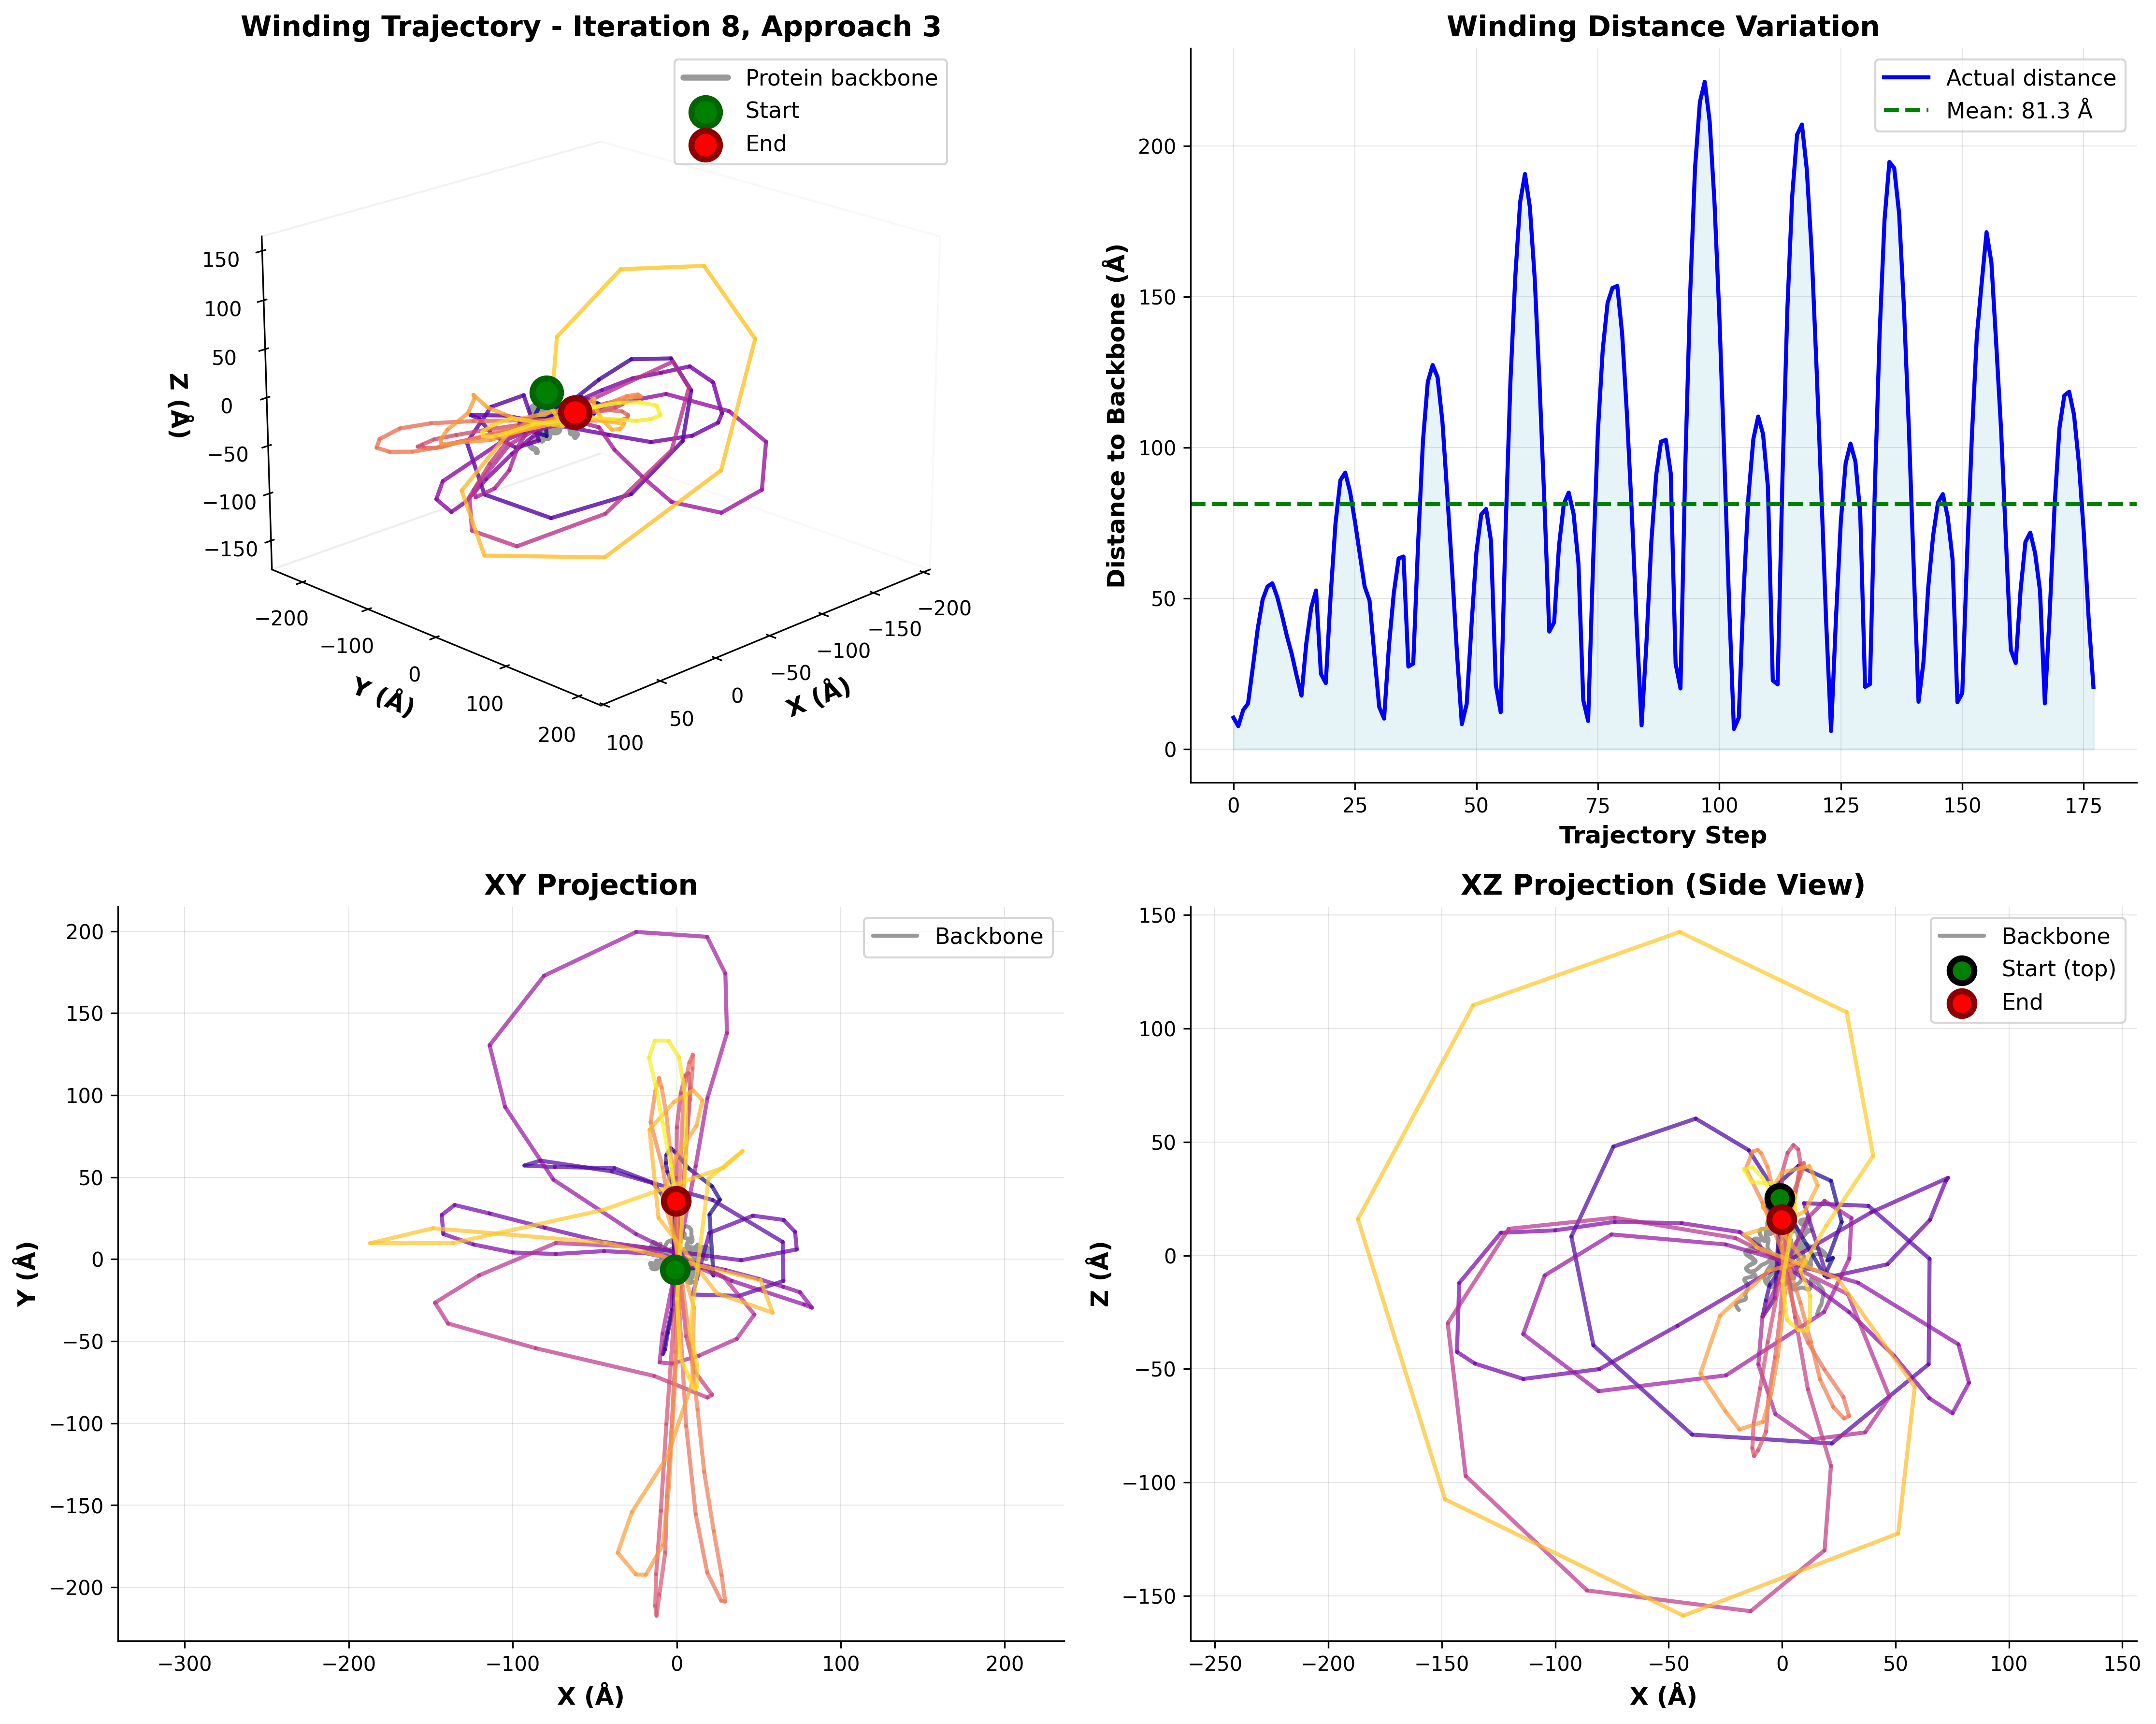 Winding Trajectory - Iteration 8, Approach 3
Protein backbone
Start
End
150
100
50
0
−50
−100
−150
Z (Å)
−200
−100
0
100
200
Y (Å)
100
50
0
−50
−100
−150
−200
X (Å)
Winding Distance Variation
Actual distance
Mean: 81.3 Å
200
150
100
50
0
Distance to Backbone (Å)
0
25
50
75
100
125
150
175
Trajectory Step
XY Projection
Backbone
200
150
100
50
0
−50
−100
−150
−200
Y (Å)
−300
−200
−100
0
100
200
X (Å)
XZ Projection (Side View)
Backbone
Start (top)
End
150
100
50
0
−50
−100
−150
Z (Å)
−250
−200
−150
−100
−50
0
50
100
150
X (Å)